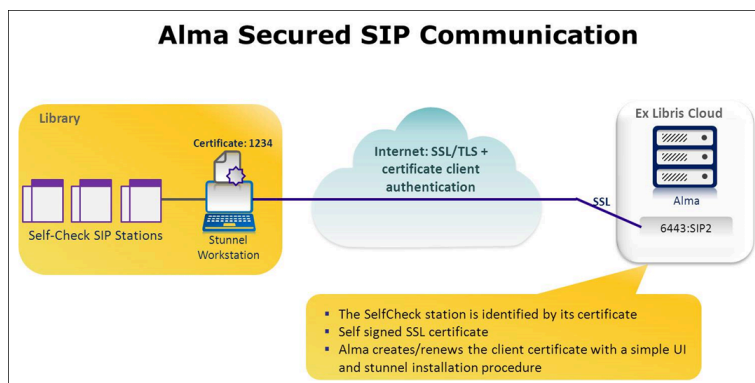 Alma Secured SIP Communication
Library
Certificate: 1234
Self-Check SIP Stations
Stunnel
Workstation
Internet: SSL/TLS +
certificate client
authentication
SSL
Ex Libris Cloud
Alma
6443:SIP2
▪ The SelfCheck station is identified by its certificate
▪ Self signed SSL certificate
▪ Alma creates/renews the client certificate with a simple UI
and stunnel installation procedure